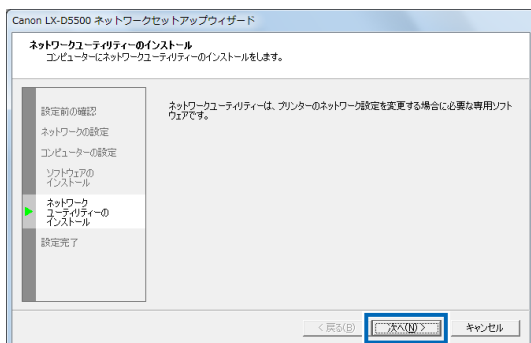 Canon LX-D5500 ネットワークセットアップウィザード
ネットワークユーティリティーのインストール
コンピューターにネットワークユーティリティーのインストールをします。
設定前の確認
ネットワークの設定
コンピューターの設定
ソフトウェアの
インストール
ネットワーク
ユーティリティーの
インストール
設定完了
ネットワークユーティリティーは、プリンターのネットワーク設定を変更する場合に必要な専用ソフト
ウェアです。
< 戻る(B) 次へ(N) > キャンセル